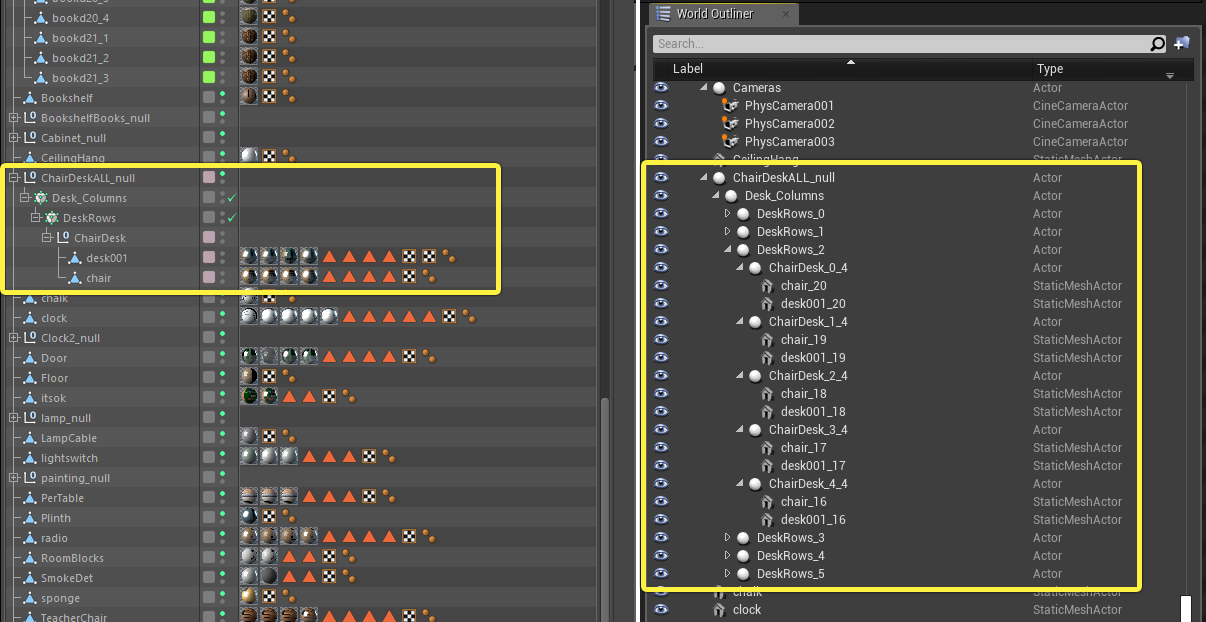 bookd20_4
bookd21_1
bookd21_2
bookd21_3
Bookshelf
BookshelfBooks_null
Cabinet_null
CeilingHang
ChairDeskALL_null
Desk_Columns
DeskRows
ChairDesk
desk001
chair
chalk
clock
Clock2_null
Door
Floor
itsok
lamp_null
LampCable
lightswitch
painting_null
PerTable
Plinth
radio
RoomBlocks
SmokeDet
sponge
TeacherChair
World Outliner
Search...
Label Type
Cameras Actor
PhysCamera001 CineCameraActor
PhysCamera002 CineCameraActor
PhysCamera003 CineCameraActor
CeilingHang StaticMeshActor
ChairDeskALL_null Actor
Desk_Columns Actor
DeskRows_0 Actor
DeskRows_1 Actor
DeskRows_2 Actor
ChairDesk_0_4 Actor
chair_20 StaticMeshActor
desk001_20 StaticMeshActor
ChairDesk_1_4 Actor
chair_19 StaticMeshActor
desk001_19 StaticMeshActor
ChairDesk_2_4 Actor
chair_18 StaticMeshActor
desk001_18 StaticMeshActor
ChairDesk_3_4 Actor
chair_17 StaticMeshActor
desk001_17 StaticMeshActor
ChairDesk_4_4 Actor
chair_16 StaticMeshActor
desk001_16 StaticMeshActor
DeskRows_3 Actor
DeskRows_4 Actor
DeskRows_5 Actor
chalk StaticMeshActor
clock StaticMeshActor